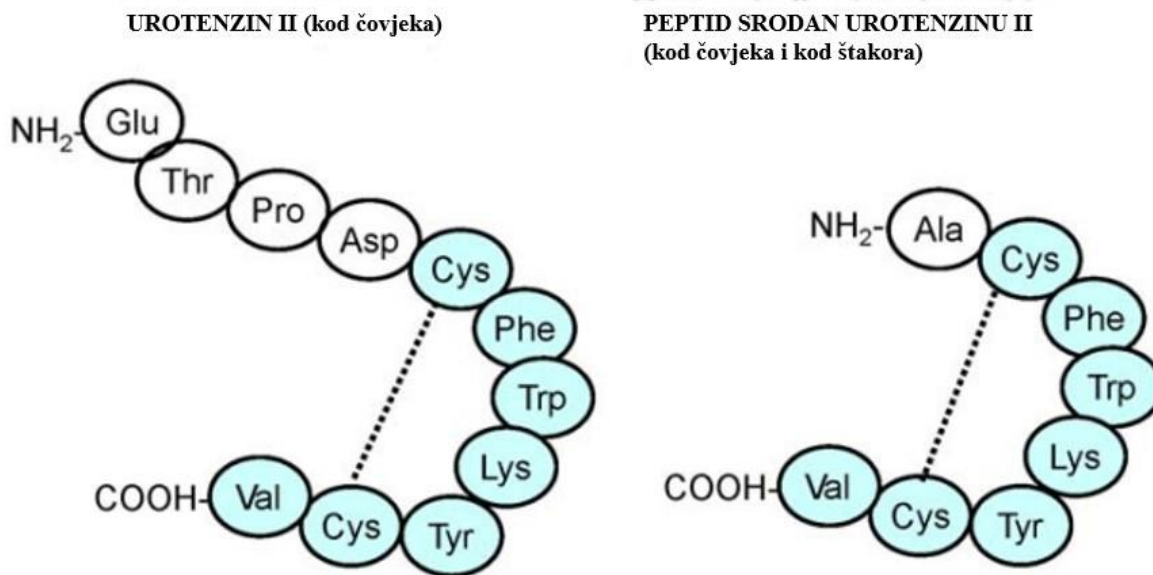 UROTENZIN II (kod čovjeka)
NH2-
Glu
Thr
Pro
Asp
Cys
Phe
Trp
Lys
Tyr
Cys
Val
COOH-
PEPTID SRODAN UROTENZINU II
(kod čovjeka i kod štakora)
NH2-
Ala
Cys
Phe
Trp
Lys
Tyr
Cys
Val
COOH-